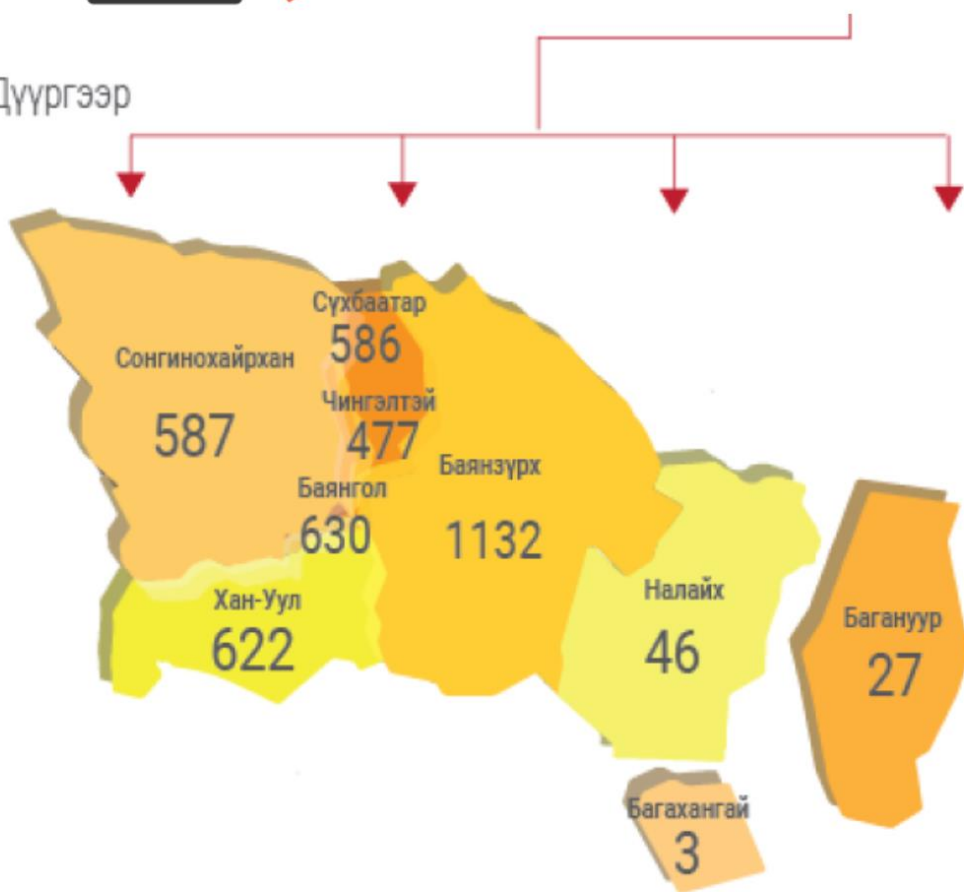 Дүүргээр
Сүхбаатар
586
Сонгинохайрхан
587
Чингэлтэй
477
Баянгол
630
Баянзүрх
1132
Хан-Уул
622
Налайх
46
Багануур
27
Багахангай
3